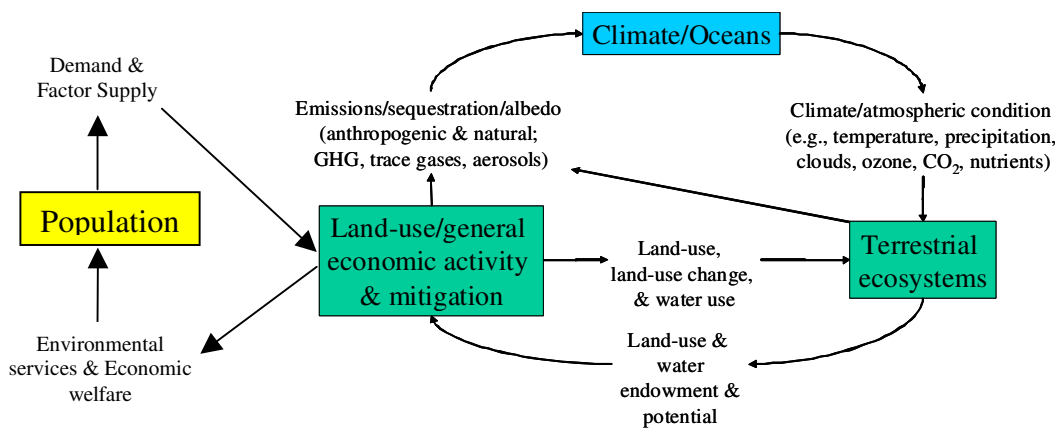 Climate/Oceans
Demand &
Factor Supply
Emissions/sequestration/albedo
(anthropogenic & natural;
GHG, trace gases, aerosols)
Climate/atmospheric condition
(e.g., temperature, precipitation,
clouds, ozone, CO₂, nutrients)
Population
Land-use/general
economic activity
& mitigation
Land-use,
land-use change,
& water use
Terrestrial
ecosystems
Environmental
services & Economic
welfare
Land-use &
water
endowment &
potential